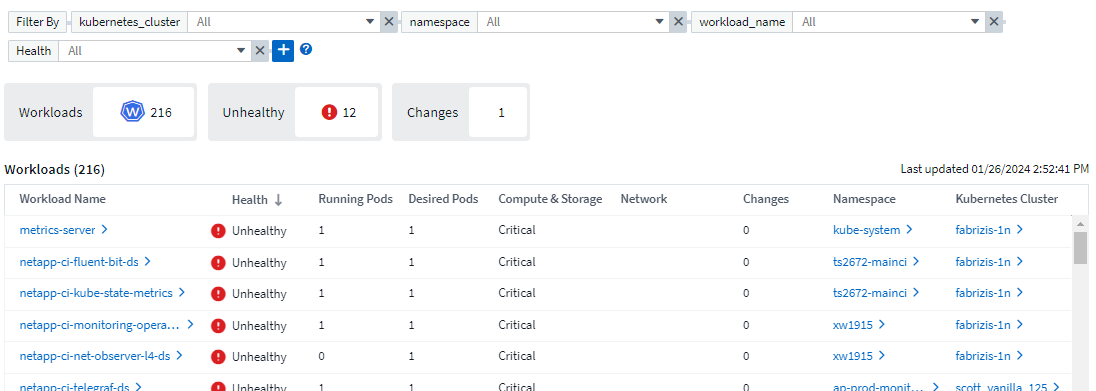 Filter By kubernetes_cluster All namespace All workload_name All
Health All
Workloads W 216 Unhealthy 12 Changes 1
Workloads (216) Last updated 01/26/2024 2:52:41 PM
Workload Name Health Running Pods Desired Pods Compute & Storage Network Changes Namespace Kubernetes Cluster
metrics-server Unhealthy 1 1 Critical 0 kube-system fabrizis-1n
netapp-ci-fluent-bit-ds Unhealthy 1 1 Critical 0 ts2672-mainci fabrizis-1n
netapp-ci-kube-state-metrics Unhealthy 1 1 Critical 0 ts2672-mainci fabrizis-1n
netapp-ci-monitoring-opera... Unhealthy 1 1 Critical 0 xw1915 fabrizis-1n
netapp-ci-net-observer-l4-ds Unhealthy 0 1 Critical 0 xw1915 fabrizis-1n
netapp-ci-telegraf-ds Unhealthy 1 1 Critical 0 ap-prod-monit... scott_vanilla_125